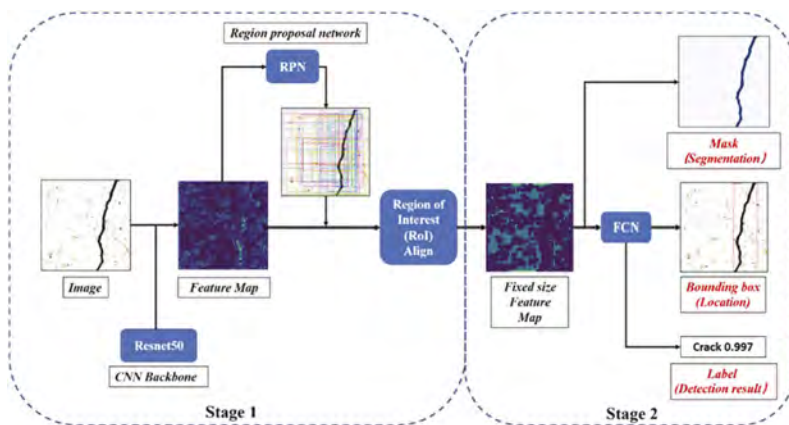 Region proposal network
RPN
Image
Feature Map
Resnet50
CNN Backbone
Region of
Interest
(RoI)
Align
Stage 1
Fixed size
Feature
Map
FCN
Mask
(Segmentation)
Bounding box
(Location)
Crack 0.997
Label
(Detection result)
Stage 2